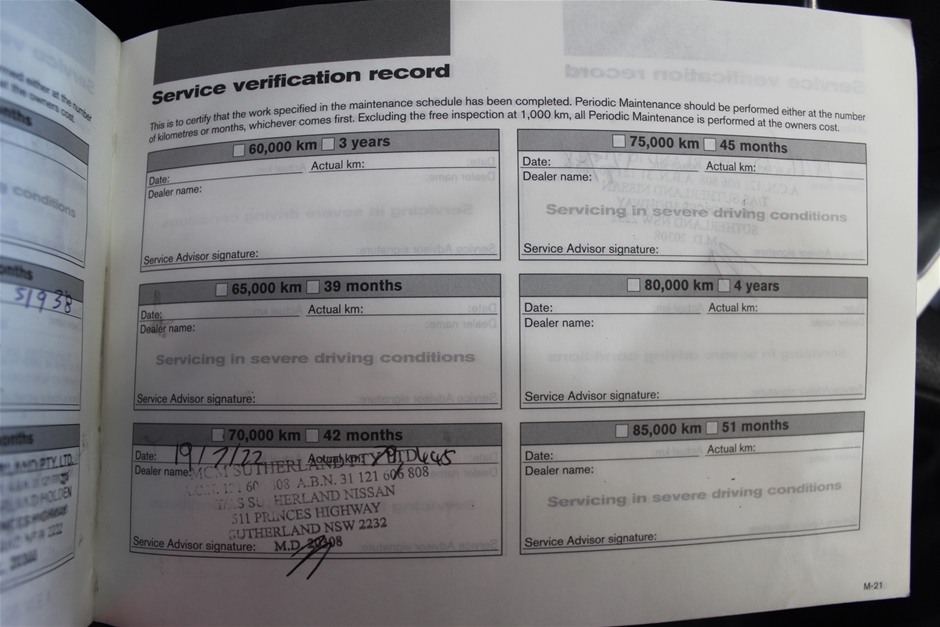 Service verification record
This is to certify that the work specified in the maintenance schedule has been completed. Periodic Maintenance should be performed either at the number
of kilometres or months, whichever comes first. Excluding the free inspection at 1,000 km, all Periodic Maintenance is performed at the owners cost.
60,000 km 3 years
Date: Actual km:
Dealer name:
Service Advisor signature:
65,000 km 39 months
Date: Actual km:
Dealer name:
Servicing in severe driving conditions
Service Advisor signature:
70,000 km 42 months
Date: 19/7/22 Actual km:
Dealer name: MCM SUTHERLAND PTY LTD
A.B.N. 31 121 606 808
SUTHERLAND NISSAN
511 PRINCES HIGHWAY
SUTHERLAND NSW 2232
Service Advisor signature: M.D. 20308
75,000 km 45 months
Date: Actual km:
Dealer name:
Servicing in severe driving conditions
Service Advisor signature:
80,000 km 4 years
Date: Actual km:
Dealer name:
Service Advisor signature:
85,000 km 51 months
Date: Actual km:
Dealer name:
Servicing in severe driving conditions
Service Advisor signature:
M-21
conditions
51938